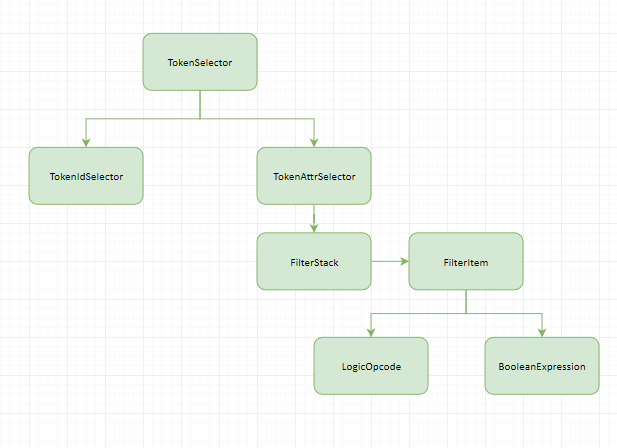 TokenSelector
TokenIdSelector
TokenAttrSelector
FilterStack
FilterItem
LogicOpcode
BooleanExpression